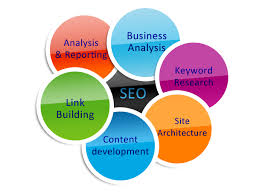 Business
Analysis
Keyword
Research
Site
Architecture
Content
development
Link
Building
Analysis
& Reporting
SEO